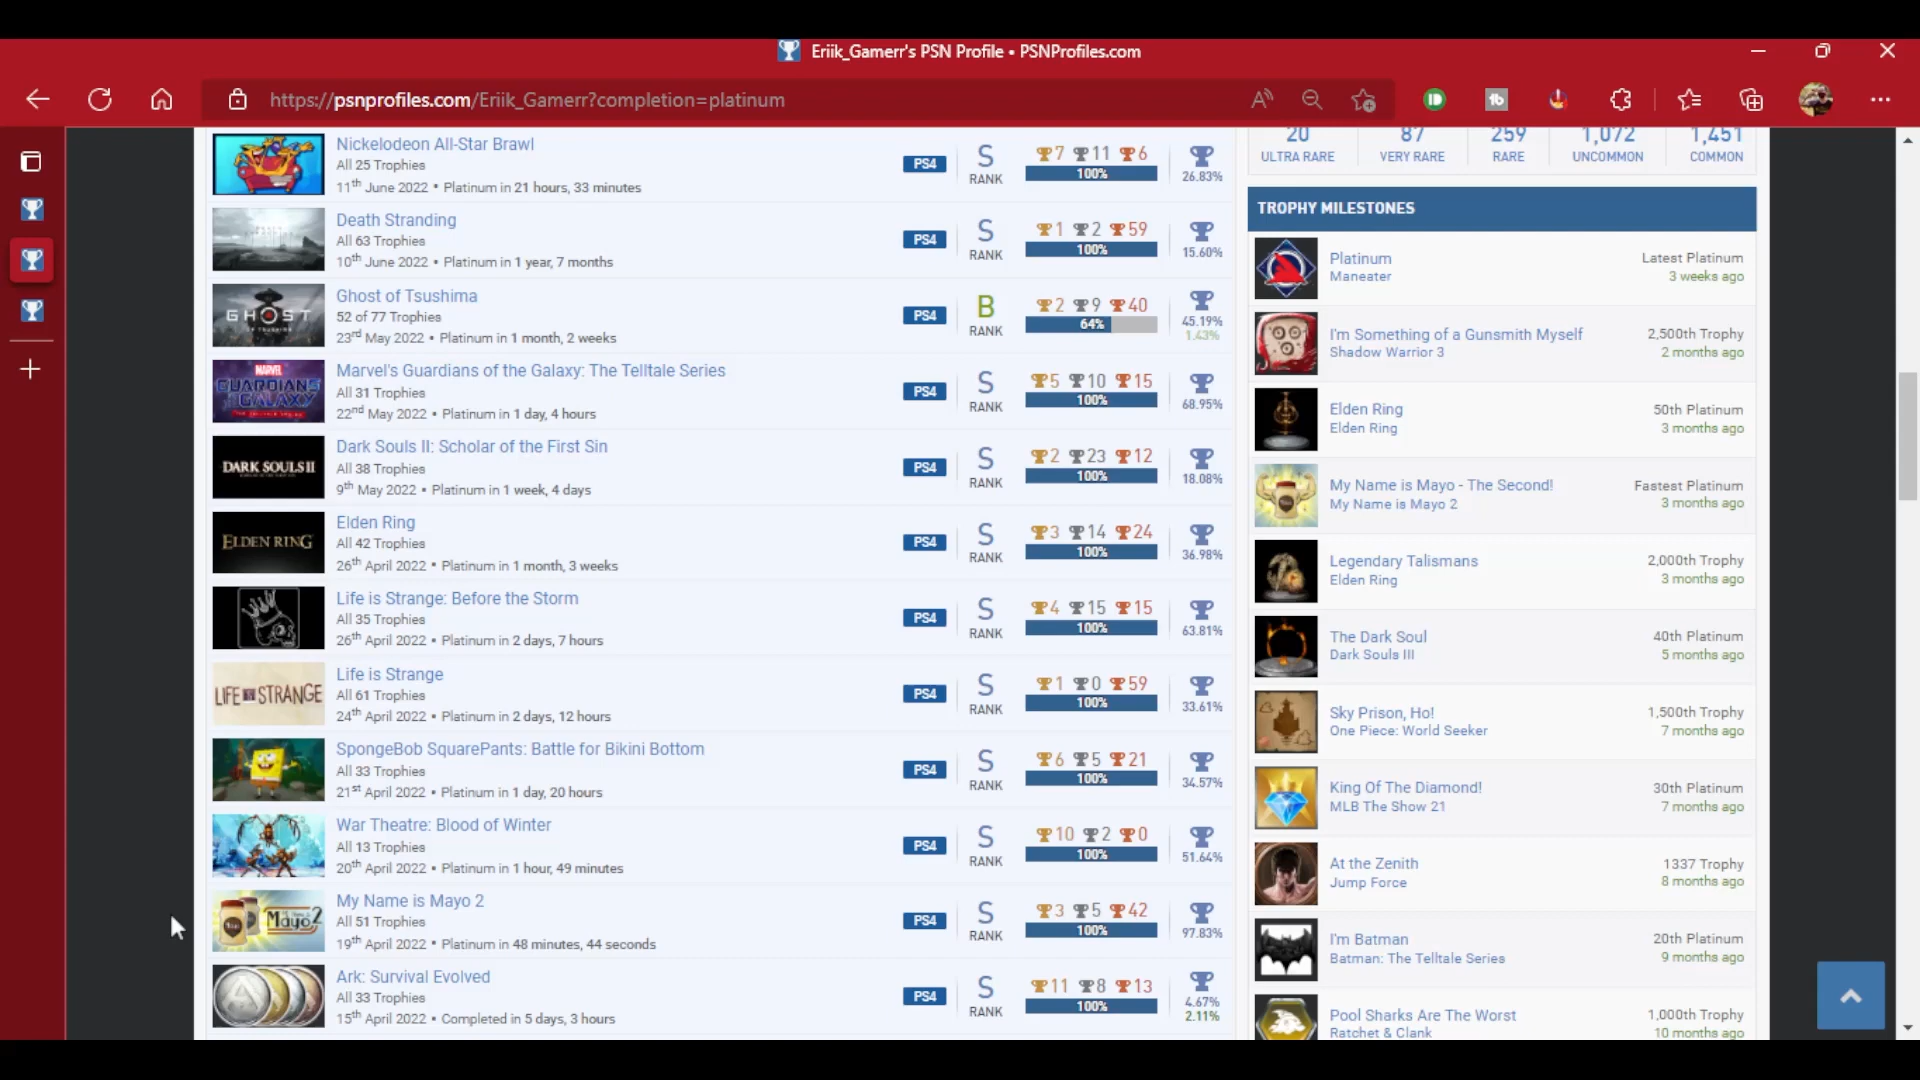 Eriik_Gamerr's PSN Profile • PSNProfiles.com
https://psnprofiles.com/Eriik_Gamerr?completion=platinum
Nickelodeon All-Star Brawl
All 25 Trophies
11th June 2022 • Platinum in 21 hours, 33 minutes
PS4
S
RANK
7 11 6
100%
26.83%
Death Stranding
All 63 Trophies
10th June 2022 • Platinum in 1 year, 7 months
PS4
S
RANK
1 2 59
100%
15.60%
GHOST
Ghost of Tsushima
52 of 77 Trophies
23rd May 2022 • Platinum in 1 month, 2 weeks
PS4
B
RANK
2 9 40
64%
45.19%
1.43%
MARVEL
GUARDIANS
GALAXY
Marvel's Guardians of the Galaxy: The Telltale Series
All 31 Trophies
22nd May 2022 • Platinum in 1 day, 4 hours
PS4
S
RANK
5 10 15
100%
68.95%
DARK SOULS II
Dark Souls II: Scholar of the First Sin
All 38 Trophies
9th May 2022 • Platinum in 1 week, 4 days
PS4
S
RANK
2 23 12
100%
18.08%
ELDEN RING
Elden Ring
All 42 Trophies
26th April 2022 • Platinum in 1 month, 3 weeks
PS4
S
RANK
3 14 24
100%
36.98%
Life is Strange: Before the Storm
All 35 Trophies
26th April 2022 • Platinum in 2 days, 7 hours
PS4
S
RANK
4 15 15
100%
63.81%
LIFE IS STRANGE
Life is Strange
All 61 Trophies
24th April 2022 • Platinum in 2 days, 12 hours
PS4
S
RANK
1 0 59
100%
33.61%
SpongeBob SquarePants: Battle for Bikini Bottom
All 33 Trophies
21st April 2022 • Platinum in 1 day, 20 hours
PS4
S
RANK
6 5 21
100%
34.57%
War Theatre: Blood of Winter
All 13 Trophies
20th April 2022 • Platinum in 1 hour, 49 minutes
PS4
S
RANK
10 2 0
100%
51.64%
Mayo 2
My Name is Mayo 2
All 51 Trophies
19th April 2022 • Platinum in 48 minutes, 44 seconds
PS4
S
RANK
3 5 42
100%
97.83%
Ark: Survival Evolved
All 33 Trophies
15th April 2022 • Completed in 5 days, 3 hours
PS4
S
RANK
11 8 13
100%
4.67%
2.11%
20 87 259 1,072 1,451
ULTRA RARE VERY RARE RARE UNCOMMON COMMON
TROPHY MILESTONES
Platinum Latest Platinum
Maneater 3 weeks ago
I'm Something of a Gunsmith Myself 2,500th Trophy
Shadow Warrior 3 2 months ago
Elden Ring 50th Platinum
Elden Ring 3 months ago
My Name is Mayo - The Second! Fastest Platinum
My Name is Mayo 2 3 months ago
Legendary Talismans 2,000th Trophy
Elden Ring 3 months ago
The Dark Soul 40th Platinum
Dark Souls III 5 months ago
Sky Prison, Ho! 1,500th Trophy
One Piece: World Seeker 7 months ago
King Of The Diamond! 30th Platinum
MLB The Show 21 7 months ago
At the Zenith 1337 Trophy
Jump Force 8 months ago
I'm Batman 20th Platinum
Batman: The Telltale Series 9 months ago
Pool Sharks Are The Worst 1,000th Trophy
Ratchet & Clank 10 months ago